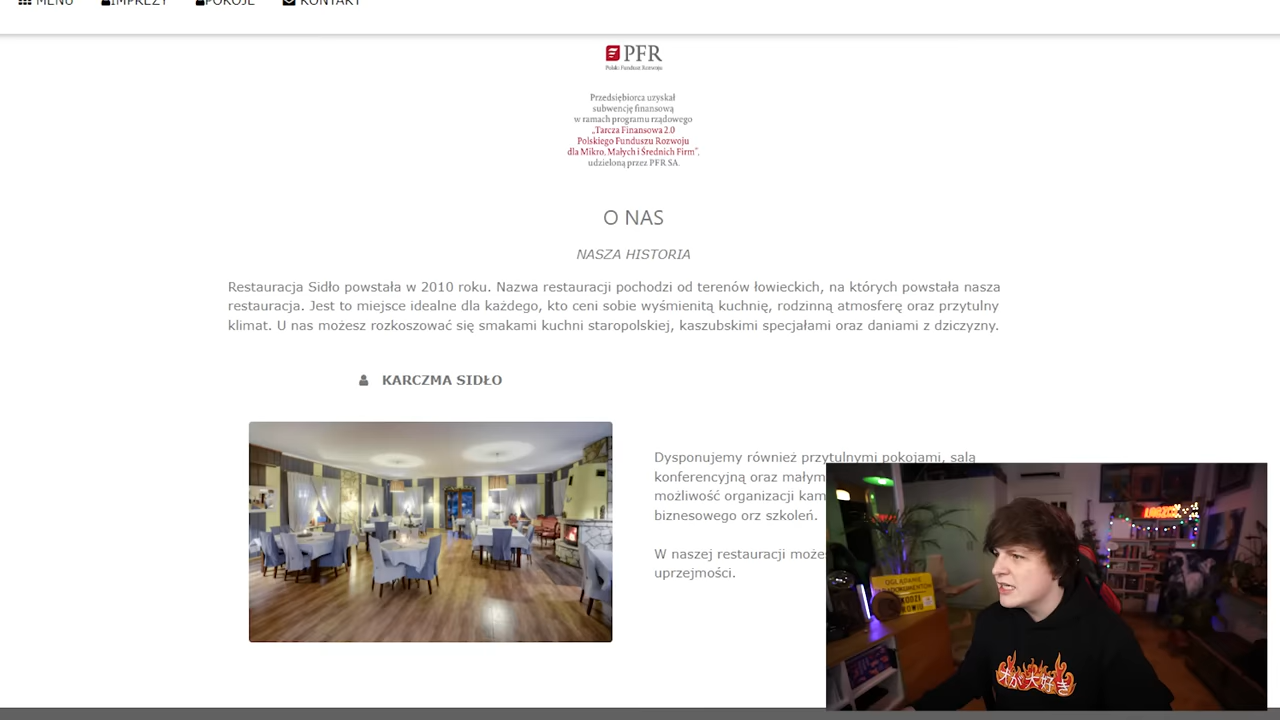 MENU IMPREZY POKOJE KONTAKT
PFR
Polski Fundusz Rozwoju
Przedsiębiorca uzyskał
subwencję finansową
w ramach programu rządowego
„Tarcza Finansowa 2.0
Polskiego Funduszu Rozwoju
dla Mikro, Małych i Średnich Firm”,
udzieloną przez PFR SA.
O NAS
NASZA HISTORIA
Restauracja Sidło powstała w 2010 roku. Nazwa restauracji pochodzi od terenów łowieckich, na których powstała nasza
restauracja. Jest to miejsce idealne dla każdego, kto ceni sobie wyśmienitą kuchnię, rodzinną atmosferę oraz przytulny
klimat. U nas możesz rozkoszować się smakami kuchni staropolskiej, kaszubskimi specjałami oraz daniami z dziczyzny.
KARCZMA SIDŁO
Dysponujemy również przytulnymi pokojami, salą
konferencyjną oraz małym
możliwość organizacji kam
biznesowego orz szkoleń.
W naszej restauracji może
uprzejmości.
OGLĄDANIE